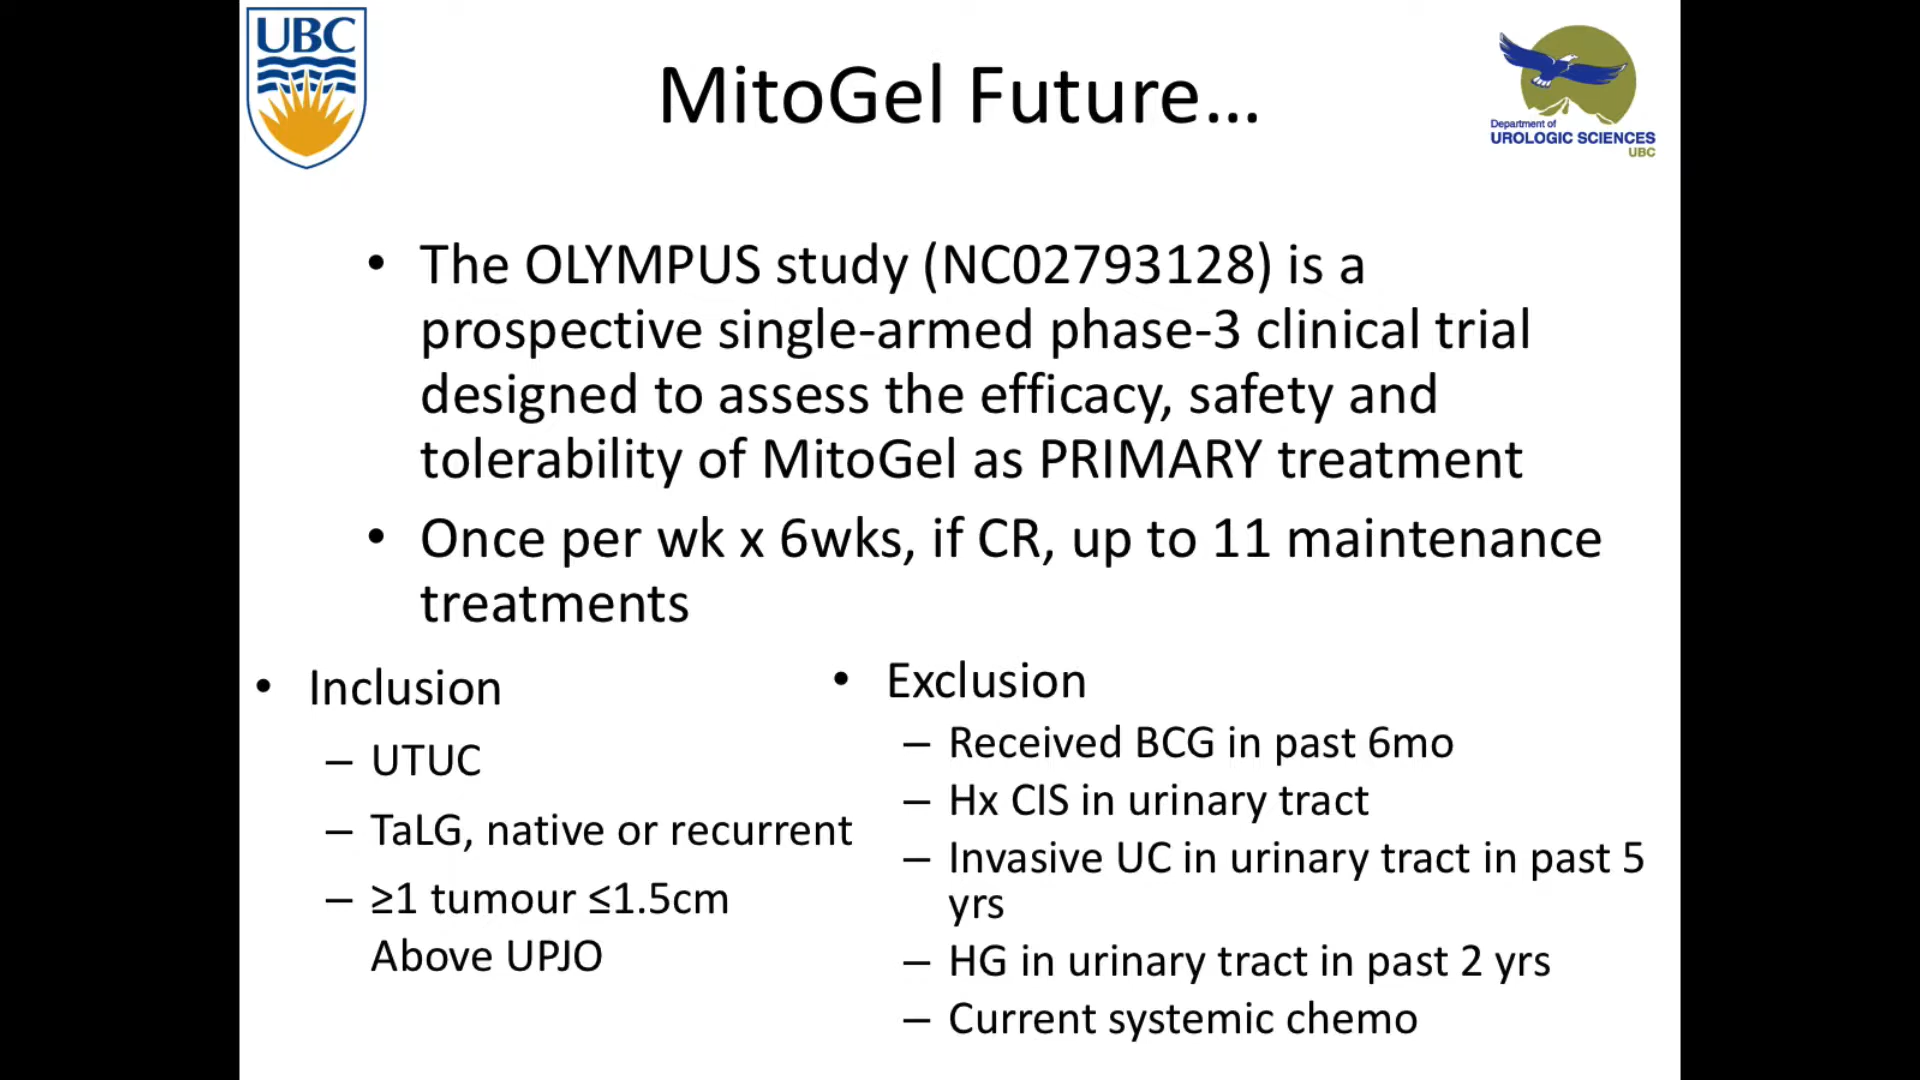 UBC
MitoGel Future...
Department of
UROLOGIC SCIENCES
UBC
• The OLYMPUS study (NC02793128) is a
prospective single-armed phase-3 clinical trial
designed to assess the efficacy, safety and
tolerability of MitoGel as PRIMARY treatment
• Once per wk x 6wks, if CR, up to 11 maintenance
treatments
• Inclusion
– UTUC
– TaLG, native or recurrent
– ≥1 tumour ≤1.5cm
Above UPJO
• Exclusion
– Received BCG in past 6mo
– Hx CIS in urinary tract
– Invasive UC in urinary tract in past 5
yrs
– HG in urinary tract in past 2 yrs
– Current systemic chemo